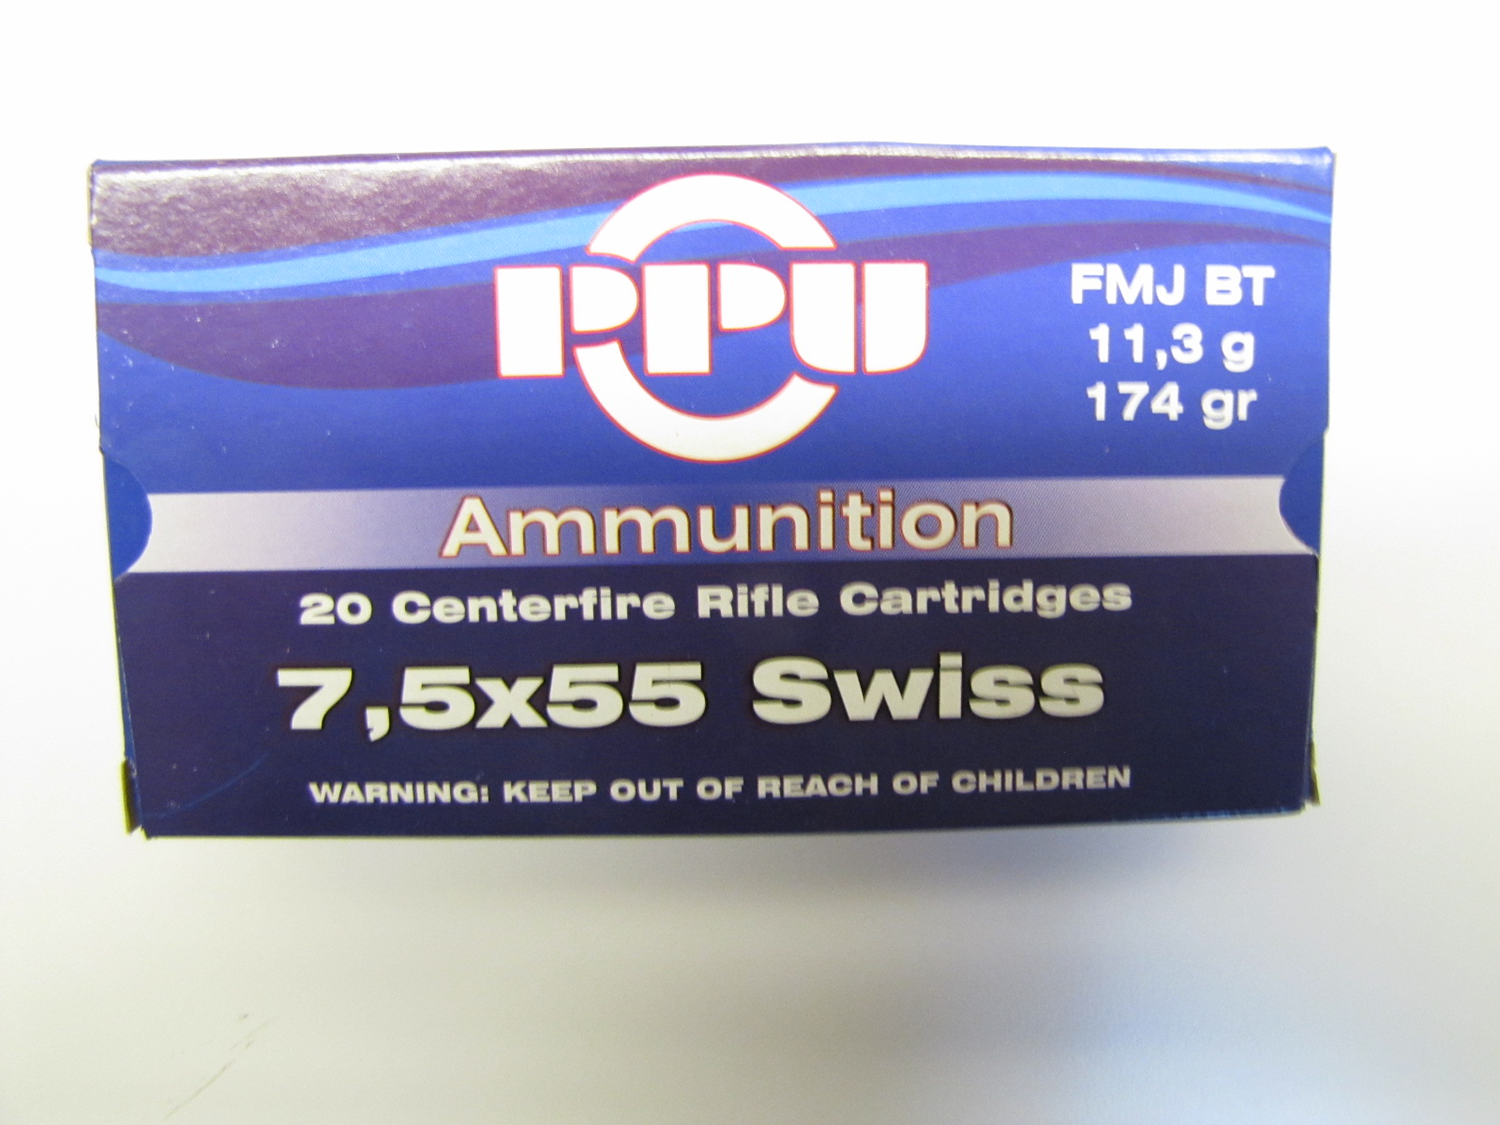 PPU
FMJ BT
11,3 g
174 gr
Ammunition
20 Centerfire Rifle Cartridges
7,5x55 Swiss
WARNING: KEEP OUT OF REACH OF CHILDREN